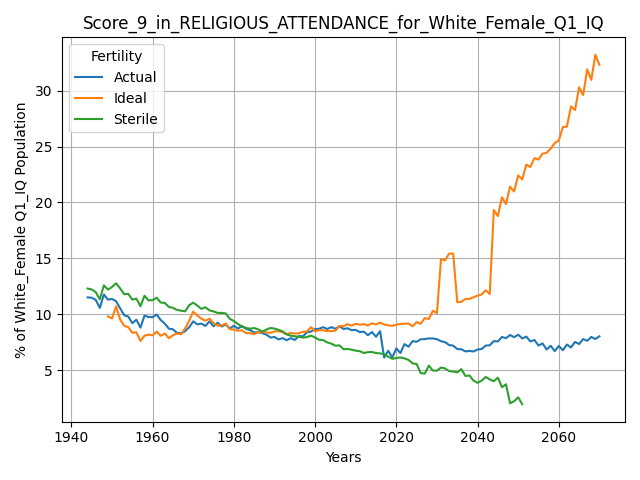 Score_9_in_RELIGIOUS_ATTENDANCE_for_White_Female_Q1_IQ
Fertility
Actual
Ideal
Sterile
% of White_Female Q1_IQ Population
30
25
20
15
10
5
1940 1960 1980 2000 2020 2040 2060
Years